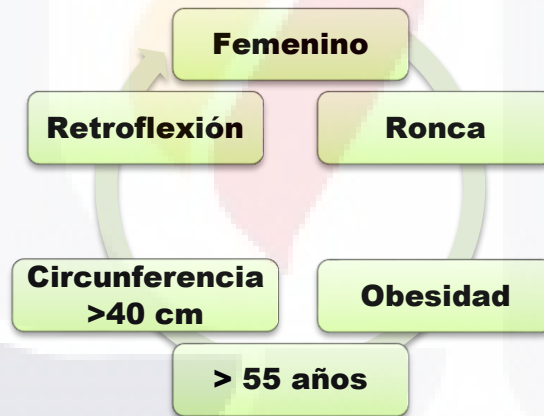 Femenino
Ronca
Obesidad
> 55 años
Circunferencia
>40 cm
Retroflexión